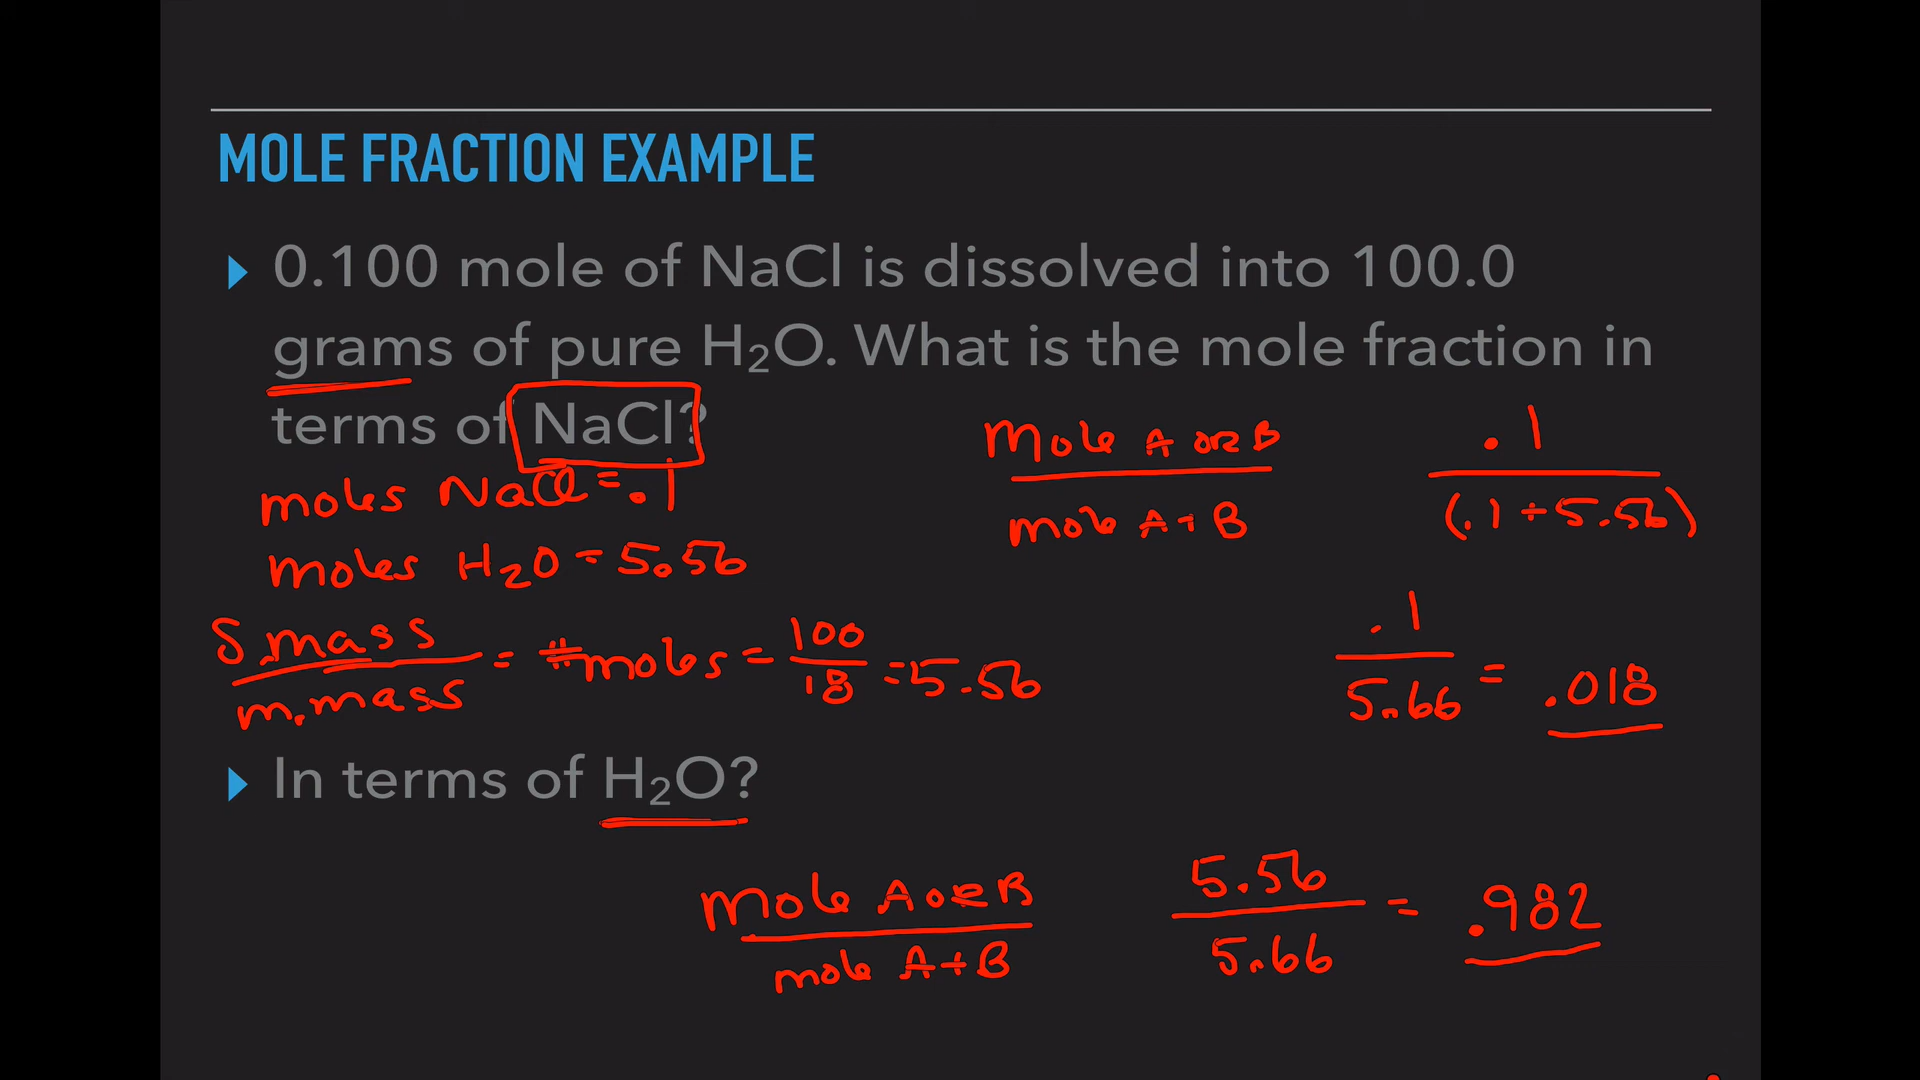 MOLE FRACTION EXAMPLE
0.100 mole of NaCl is dissolved into 100.0
grams of pure H₂O. What is the mole fraction in
terms of NaCl?
moles NaCl = .1
moles H₂O = 5.56
S.mass / m.mass = #moles = 100 / 18 = 5.56
Mole A or B / mole A + B
.1 / (.1 + 5.56)
.1 / 5.66 = .018
In terms of H₂O?
Mole A or B / mole A + B
5.56 / 5.66 = .982